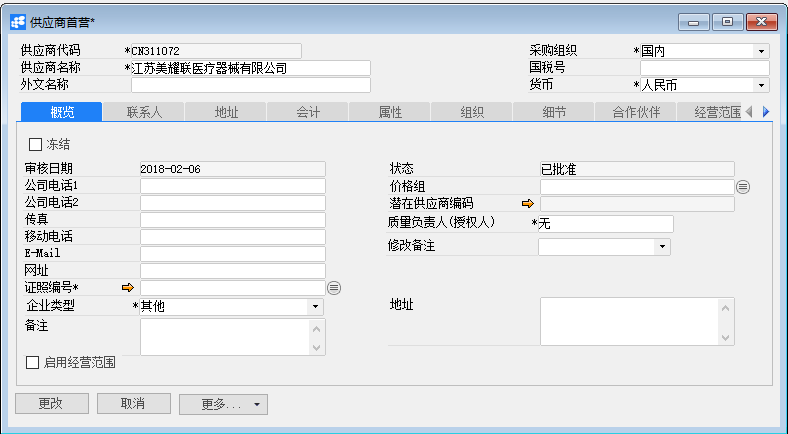 供应商首营*
供应商代码 *CN311072 采购组织 *国内
供应商名称 *江苏美耀联医疗器械有限公司 国税号
外文名称 货币 *人民币
概览 联系人 地址 会计 属性 组织 细节 合作伙伴 经营范围
冻结
审核日期 2018-02-06 状态 已批准
公司电话1 价格组
公司电话2 潜在供应商编码
传真 质量负责人(授权人) *无
移动电话
E-Mail 修改备注
网址
证照编号*
企业类型 *其他 地址
备注
启用经营范围
更改 取消 更多...